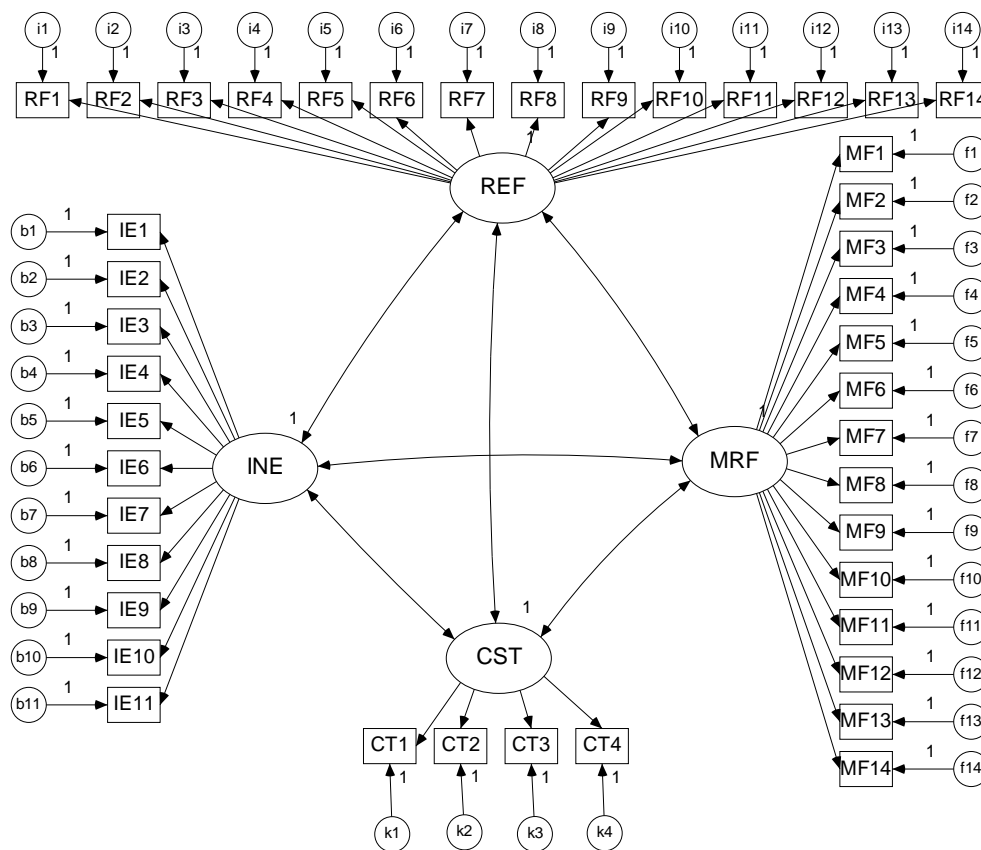 i1 i2 i3 i4 i5 i6 i7 i8 i9 i10 i11 i12 i13 i14
1 1 1 1 1 1 1 1 1 1 1 1 1 1
RF1 RF2 RF3 RF4 RF5 RF6 RF7 RF8 RF9 RF10 RF11 RF12 RF13 RF14
1
REF
MF1 1 f1
MF2 1 f2
MF3 1 f3
MF4 1 f4
MF5 1 f5
MF6 1 f6
MF7 1 f7
MF8 1 f8
MF9 1 f9
MF10 1 f10
MF11 1 f11
MF12 1 f12
MF13 1 f13
MF14 1 f14
b1 1 IE1
b2 1 IE2
b3 1 IE3
b4 1 IE4
b5 1 IE5
b6 1 IE6
b7 1 IE7
b8 1 IE8
b9 1 IE9
b10 1 IE10
b11 1 IE11
1
INE
1
MRF
1
CST
CT1 CT2 CT3 CT4
1 1 1 1
k1 k2 k3 k4